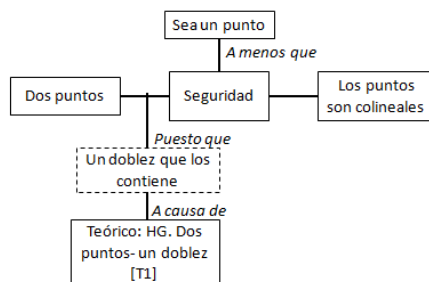 Sea un punto
A menos que
Dos puntos
Seguridad
Los puntos
son colineales
Puesto que
Un doblez que los
contiene
A causa de
Teórico: HG. Dos
puntos- un doblez
[T1]